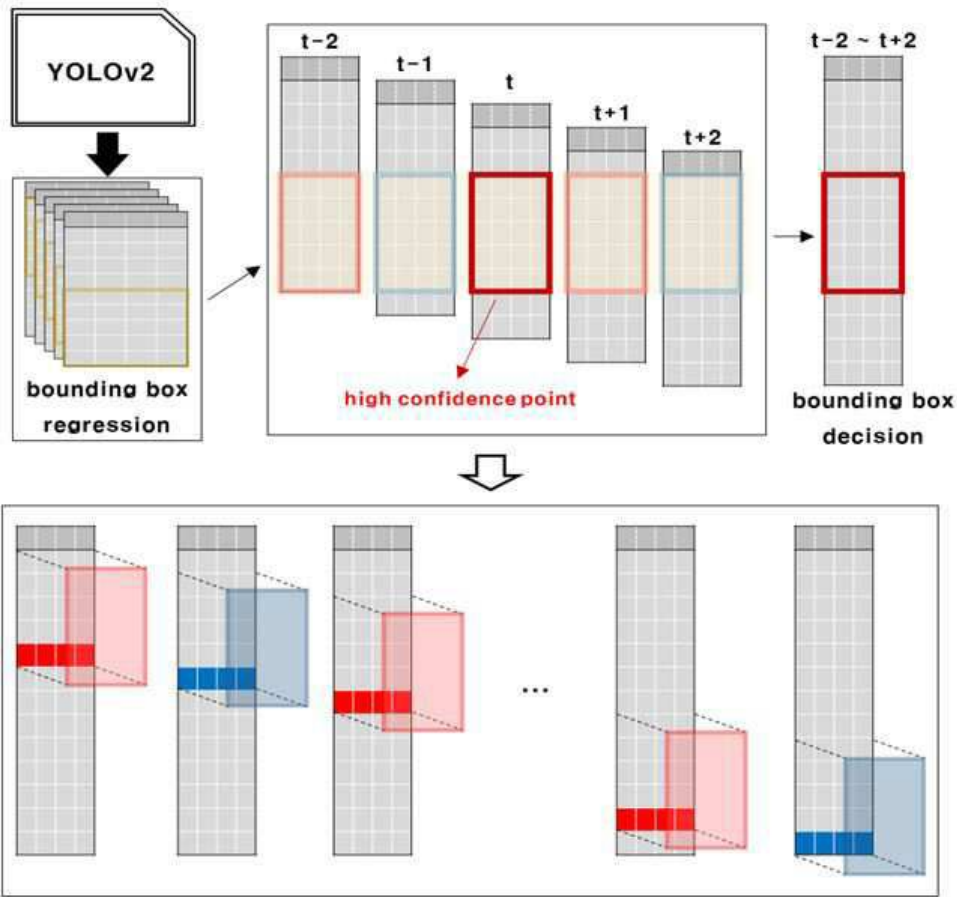 YOLOv2
bounding box
regression
t-2
t-1
t
t+1
t+2
high confidence point
t-2 ~ t+2
bounding box
decision
...